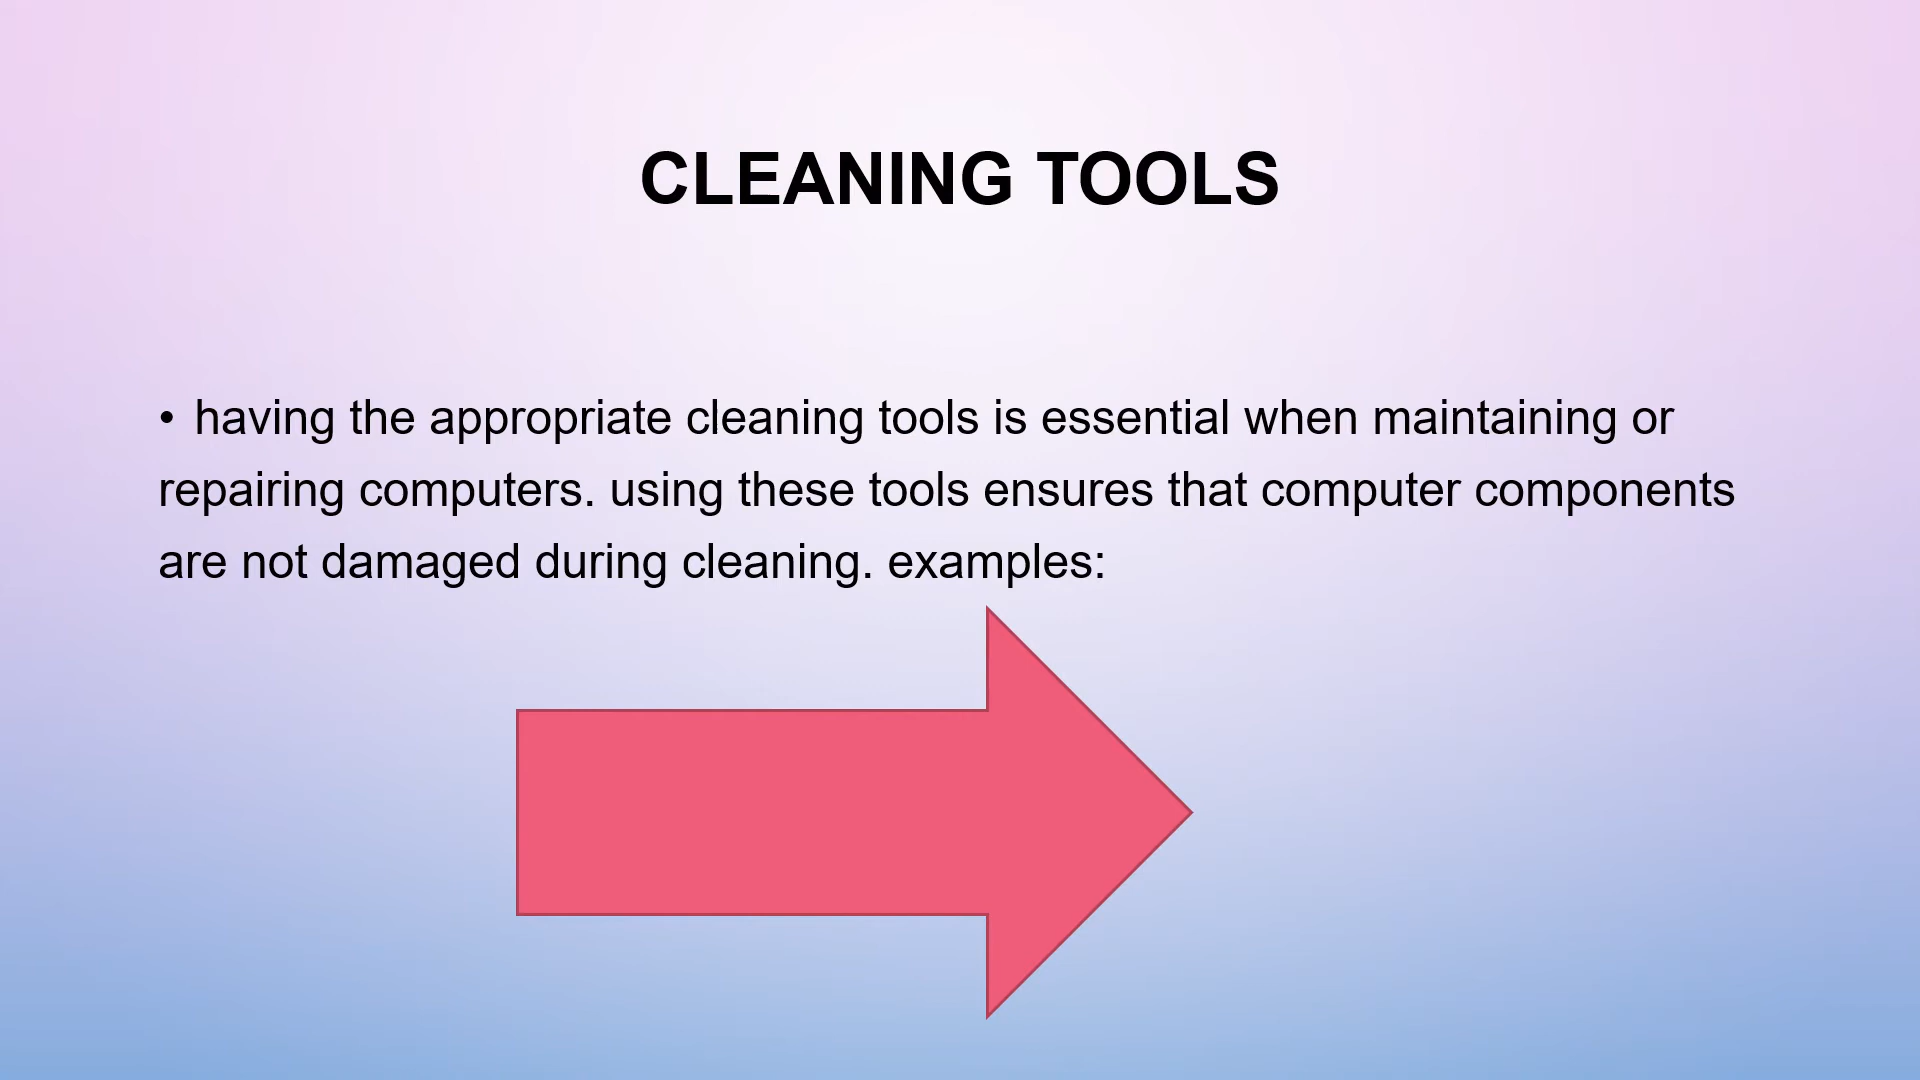 CLEANING TOOLS
• having the appropriate cleaning tools is essential when maintaining or
repairing computers. using these tools ensures that computer components
are not damaged during cleaning. examples: